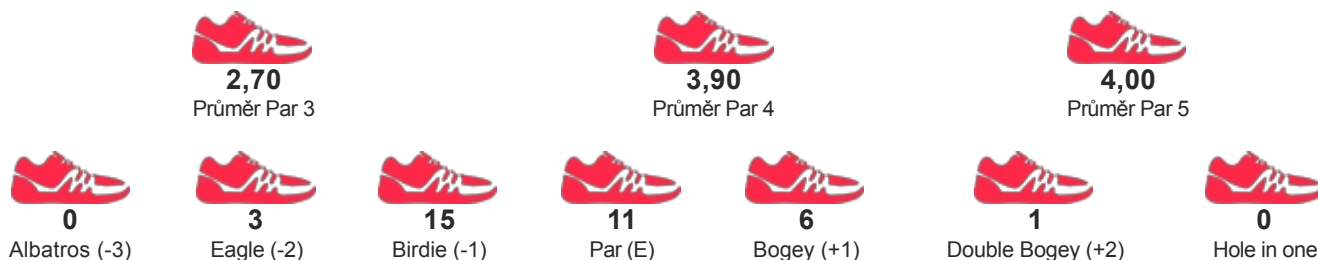 2,70 3,90 4,00
Průměr Par 3 Průměr Par 4 Průměr Par 5
0 3 15 11 6 1 0
Albatros (-3) Eagle (-2) Birdie (-1) Par (E) Bogey (+1) Double Bogey (+2) Hole in one